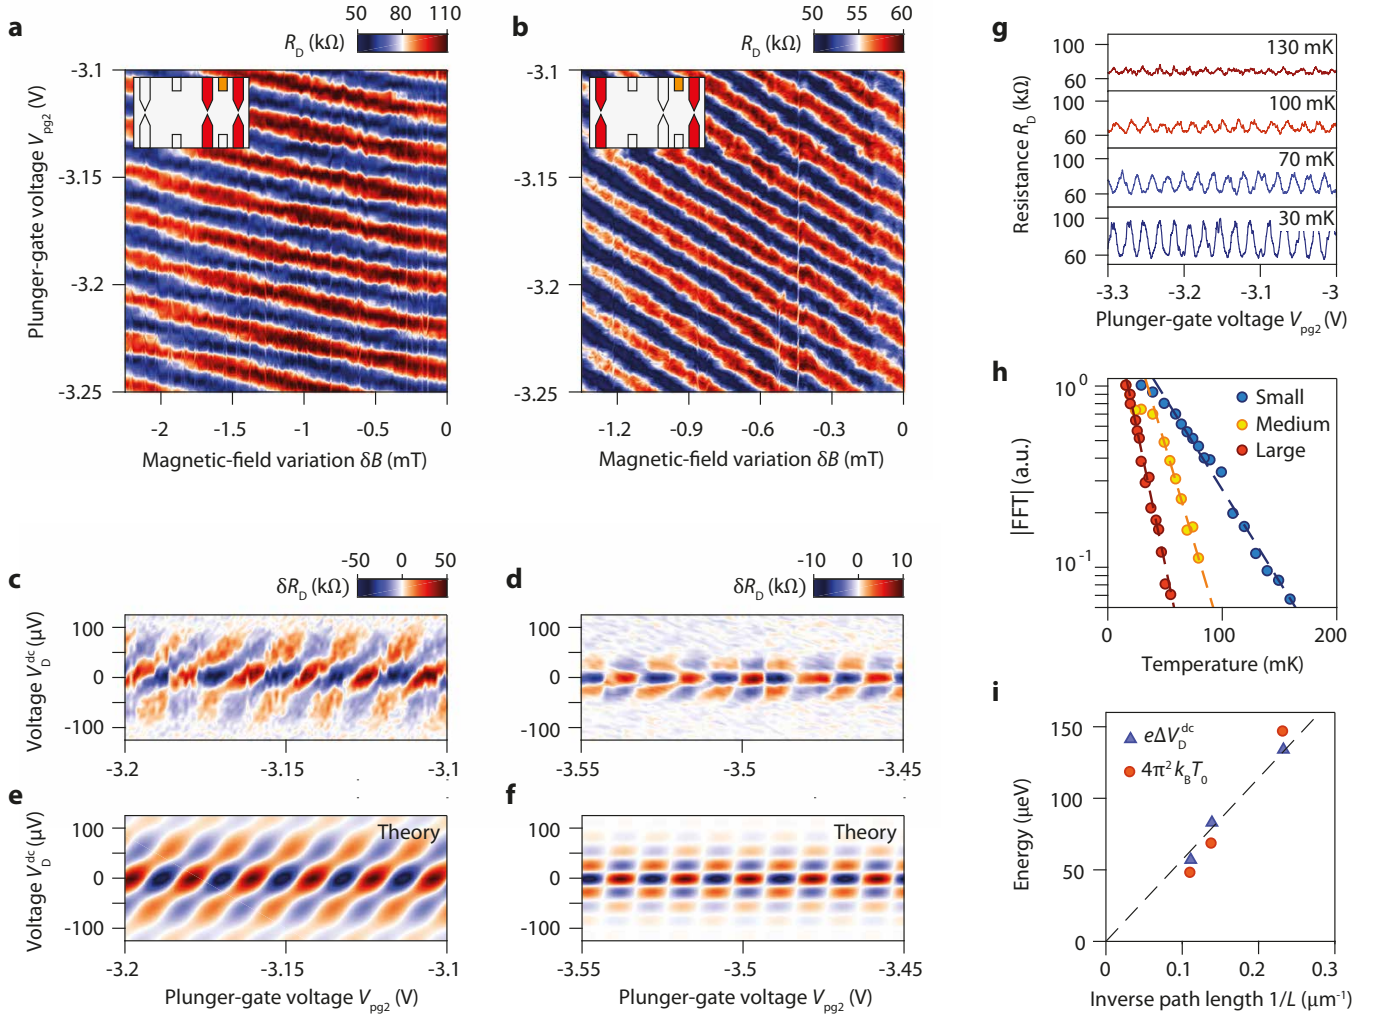 a
50 80 110
R_D (kΩ)
Plunger-gate voltage V_pg2 (V)
-3.1
-3.15
-3.2
-3.25
-2 -1.5 -1 -0.5 0
Magnetic-field variation δB (mT)
b
50 55 60
R_D (kΩ)
-3.1
-3.15
-3.2
-3.25
-1.2 -0.9 -0.6 -0.3 0
Magnetic-field variation δB (mT)
c
-50 0 50
δR_D (kΩ)
Voltage V_D^dc (μV)
100
0
-100
-3.2 -3.15 -3.1
d
-10 0 10
δR_D (kΩ)
100
0
-100
-3.55 -3.5 -3.45
e
Theory
Voltage V_D^dc (μV)
100
0
-100
-3.2 -3.15 -3.1
Plunger-gate voltage V_pg2 (V)
f
Theory
100
0
-100
-3.55 -3.5 -3.45
Plunger-gate voltage V_pg2 (V)
g
Resistance R_D (kΩ)
100
60
130 mK
100
60
100 mK
100
60
70 mK
100
60
30 mK
-3.3 -3.2 -3.1 -3
Plunger-gate voltage V_pg2 (V)
h
|FFT| (a.u.)
10^0
10^-1
Small
Medium
Large
0 100 200
Temperature (mK)
i
Energy (μeV)
150
100
50
0
eΔV_D^dc
4π²k_BT_0
0 0.1 0.2 0.3
Inverse path length 1/L (μm⁻¹)